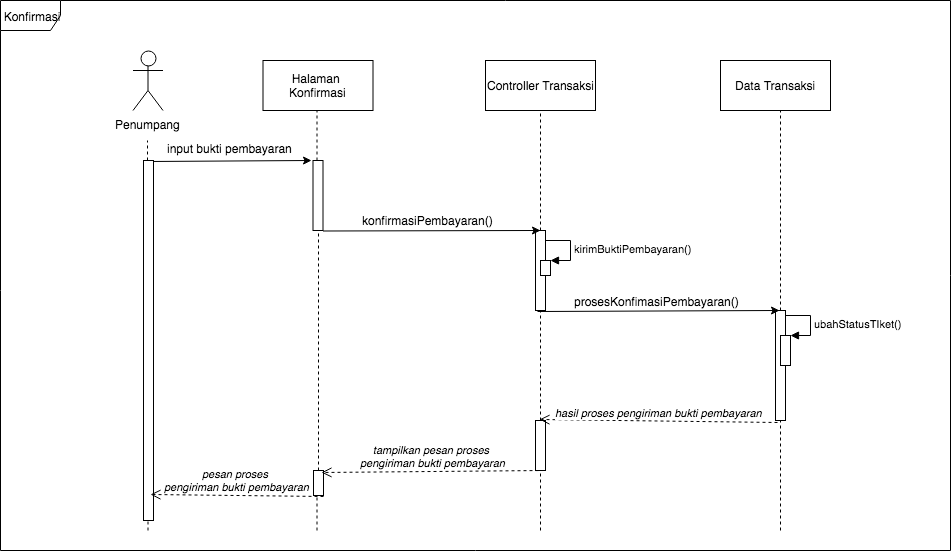 Konfirmasi
Halaman
Konfirmasi
Controller Transaksi
Data Transaksi
Penumpang
input bukti pembayaran
konfirmasiPembayaran()
kirimBuktiPembayaran()
prosesKonfimasiPembayaran()
ubahStatusTIket()
hasil proses pengiriman bukti pembayaran
tampilkan pesan proses
pengiriman bukti pembayaran
pesan proses
pengiriman bukti pembayaran